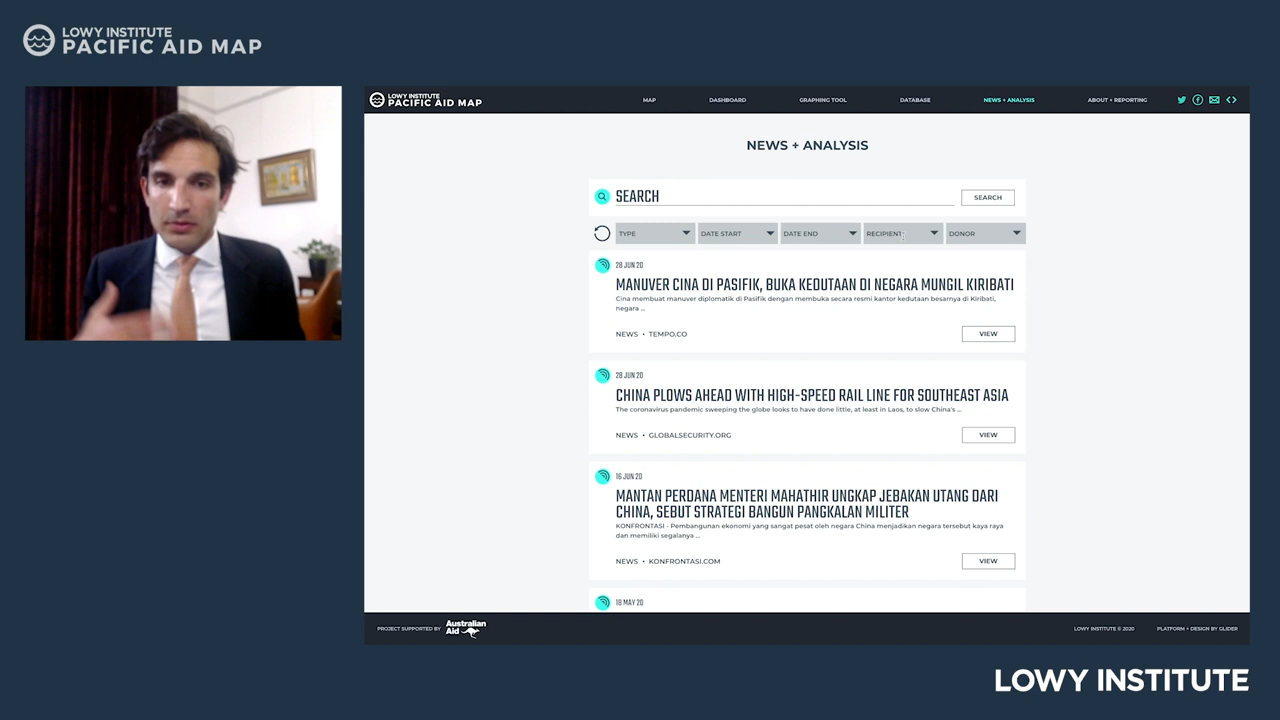 LOWY INSTITUTE
PACIFIC AID MAP
LOWY INSTITUTE
PACIFIC AID MAP
MAP
DASHBOARD
GRAPHING TOOL
DATABASE
NEWS + ANALYSIS
ABOUT + REPORTING
NEWS + ANALYSIS
SEARCH
SEARCH
TYPE
DATE START
DATE END
RECIPIENT
DONOR
28 JUN 20
MANUVER CINA DI PASIFIK, BUKA KEDUTAAN DI NEGARA MUNGIL KIRIBATI
Cina membuat manuver diplomatik di Pasifik dengan membuka secara resmi kantor kedutaan besarnya di Kiribati,
negara ...
NEWS • TEMPO.CO
VIEW
28 JUN 20
CHINA PLOWS AHEAD WITH HIGH-SPEED RAIL LINE FOR SOUTHEAST ASIA
The coronavirus pandemic sweeping the globe looks to have done little, at least in Laos, to slow China's ...
NEWS • GLOBALSECURITY.ORG
VIEW
16 JUN 20
MANTAN PERDANA MENTERI MAHATHIR UNGKAP JEBAKAN UTANG DARI
CHINA, SEBUT STRATEGI BANGUN PANGKALAN MILITER
KONFRONTASI - Pembangunan ekonomi yang sangat pesat oleh negara China menjadikan negara tersebut kaya raya
dan memiliki segalanya ...
NEWS • KONFRONTASI.COM
VIEW
18 MAY 20
PROJECT SUPPORTED BY
Australian
Aid
LOWY INSTITUTE © 2020
PLATFORM + DESIGN BY GLIDER
LOWY INSTITUTE